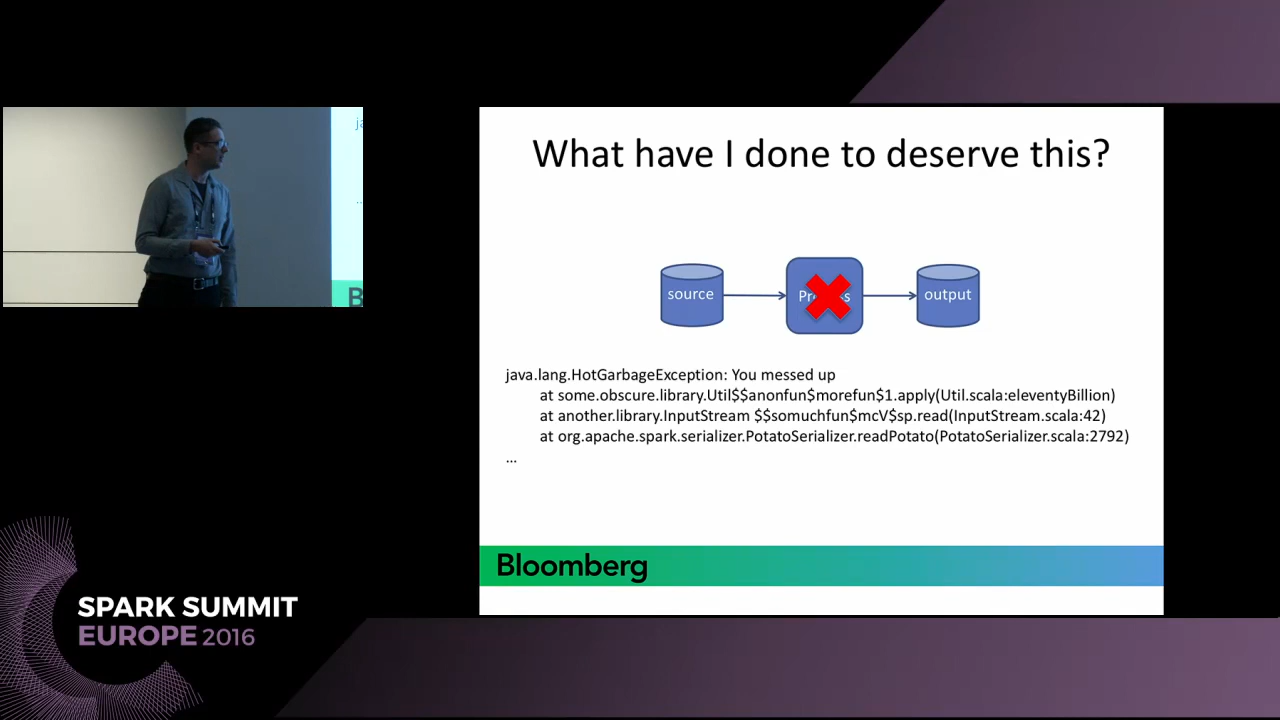 What have I done to deserve this?
source
output
java.lang.HotGarbageException: You messed up
at some.obscure.library.Util$$anonfun$morefun$1.apply(Util.scala:eleventyBillion)
at another.library.InputStream $$somuchfun$mcV$sp.read(InputStream.scala:42)
at org.apache.spark.serializer.PotatoSerializer.readPotato(PotatoSerializer.scala:2792)
...
Bloomberg
SPARK SUMMIT
EUROPE 2016